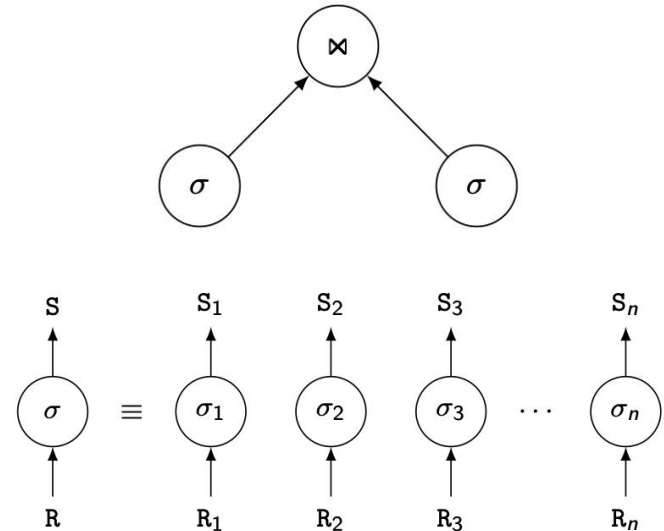 ⋈
σ σ
S S₁ S₂ S₃ Sₙ
σ ≡ σ₁ σ₂ σ₃ ··· σₙ
R R₁ R₂ R₃ Rₙ